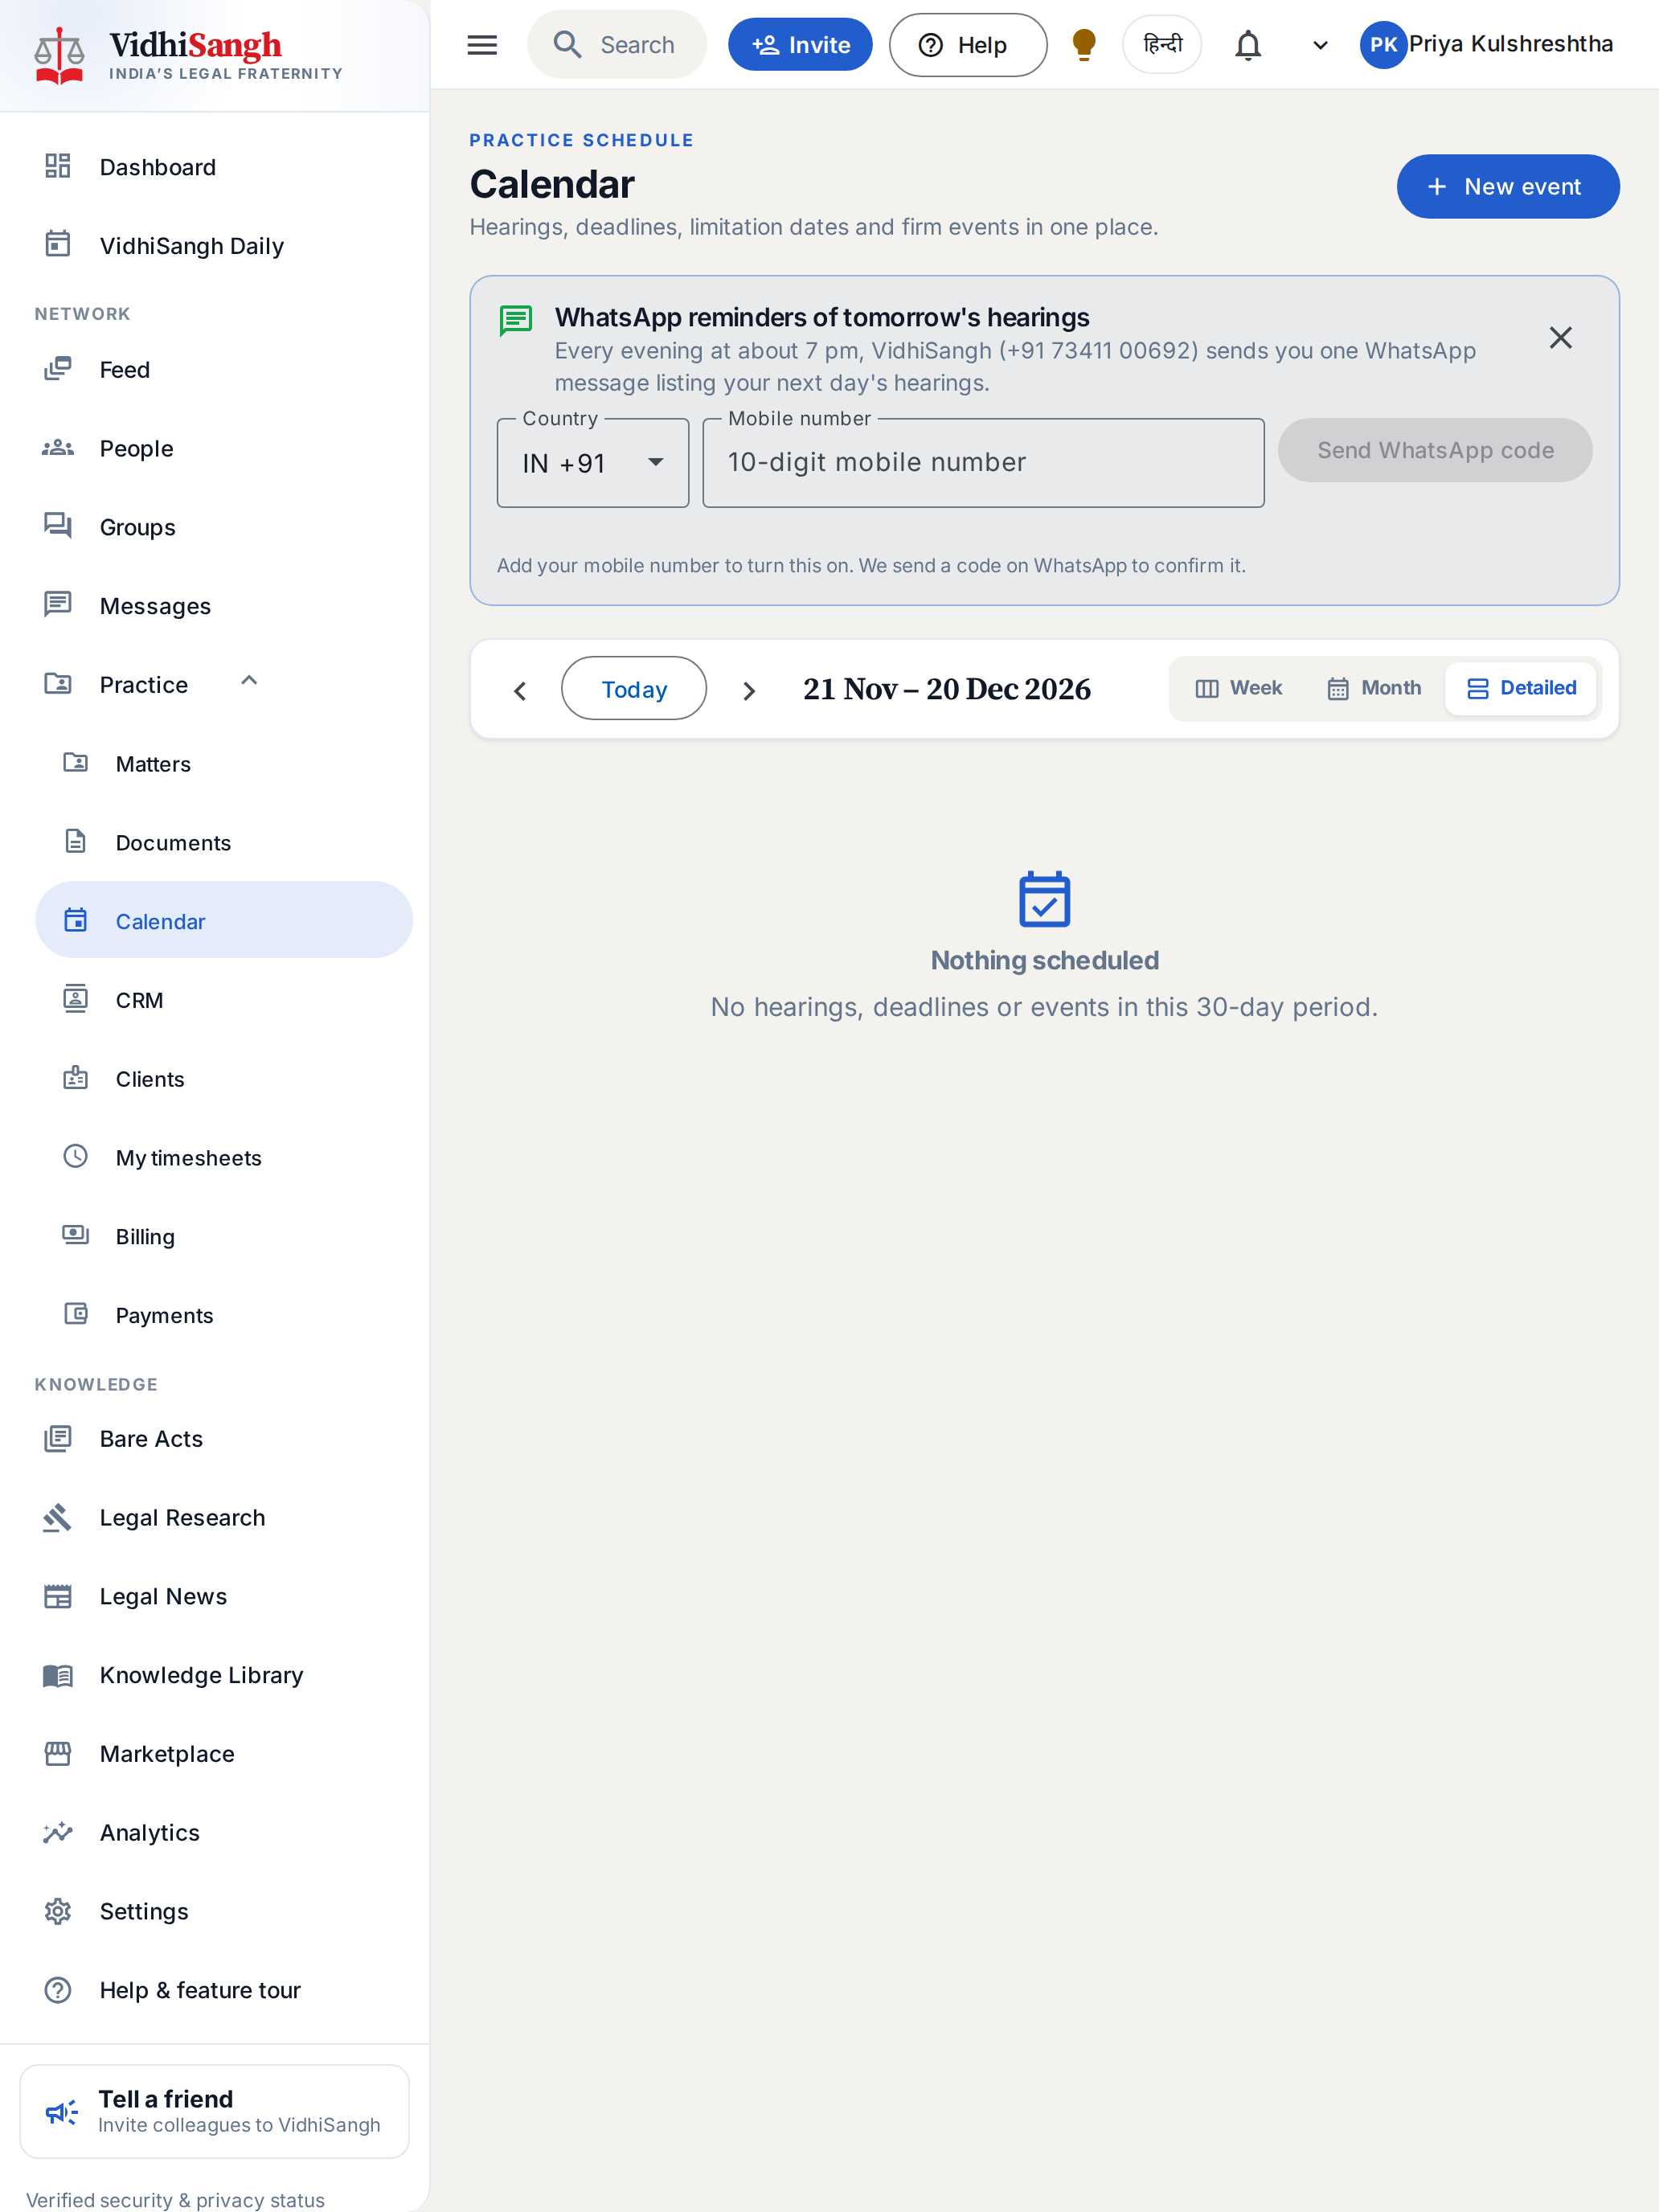 VidhiSangh
INDIA'S LEGAL FRATERNITY
Dashboard
VidhiSangh Daily
NETWORK
Feed
People
Groups
Messages
Practice
Matters
Documents
Calendar
CRM
Clients
My timesheets
Billing
Payments
KNOWLEDGE
Bare Acts
Legal Research
Legal News
Knowledge Library
Marketplace
Analytics
Settings
Help & feature tour
Tell a friend
Invite colleagues to VidhiSangh
Verified security & privacy status
Search
Invite
Help
हिन्दी
PK Priya Kulshreshtha
PRACTICE SCHEDULE
Calendar
Hearings, deadlines, limitation dates and firm events in one place.
New event
WhatsApp reminders of tomorrow's hearings
Every evening at about 7 pm, VidhiSangh (+91 73411 00692) sends you one WhatsApp
message listing your next day's hearings.
Country
IN +91
Mobile number
10-digit mobile number
Send WhatsApp code
Add your mobile number to turn this on. We send a code on WhatsApp to confirm it.
Today
21 Nov – 20 Dec 2026
Week
Month
Detailed
Nothing scheduled
No hearings, deadlines or events in this 30-day period.